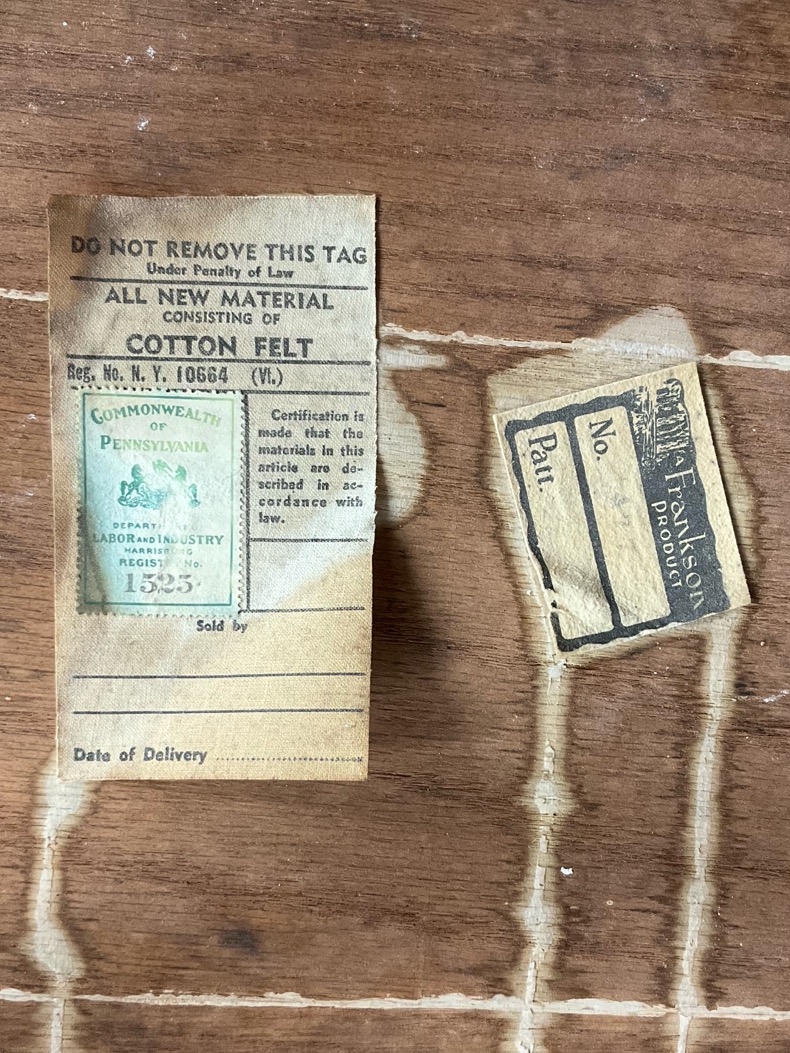 DO NOT REMOVE THIS TAG
Under Penalty of Law
ALL NEW MATERIAL
CONSISTING OF
COTTON FELT
Reg. No. N. Y. 10664 (Vt.)
COMMONWEALTH
OF
PENNSYLVANIA
LABOR AND INDUSTRY
HARRISBURG
REGISTRY No.
1525
Certification is
made that the
materials in this
article are de-
scribed in ac-
cordance with
law.
Sold by
Date of Delivery
a Frankson
PRODUCT
No.
Patt.